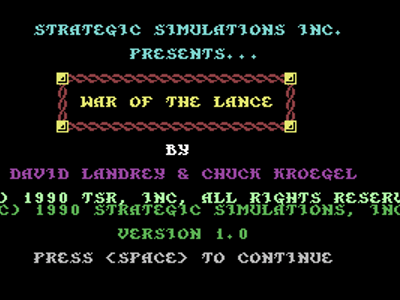 STRATEGIC SIMULATIONS INC.
PRESENTS...
WAR OF THE LANCE
BY
DAVID LANDREY & CHUCK KROEGEL
) 1990 TSR, INC, ALL RIGHTS RESERV
C) 1990 STRATEGIC SIMULATIONS, INC
VERSION 1.0
PRESS <SPACE> TO CONTINUE